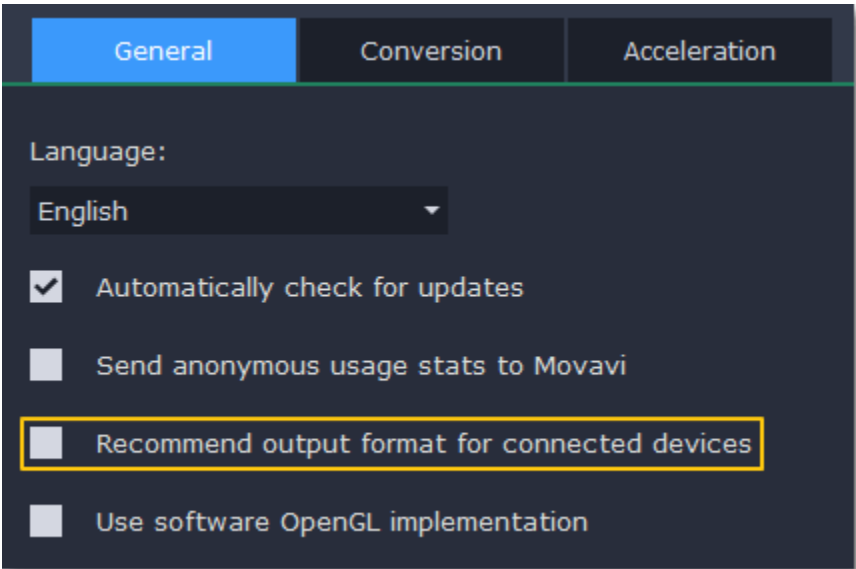 General Conversion Acceleration
Language:
English
Automatically check for updates
Send anonymous usage stats to Movavi
Recommend output format for connected devices
Use software OpenGL implementation